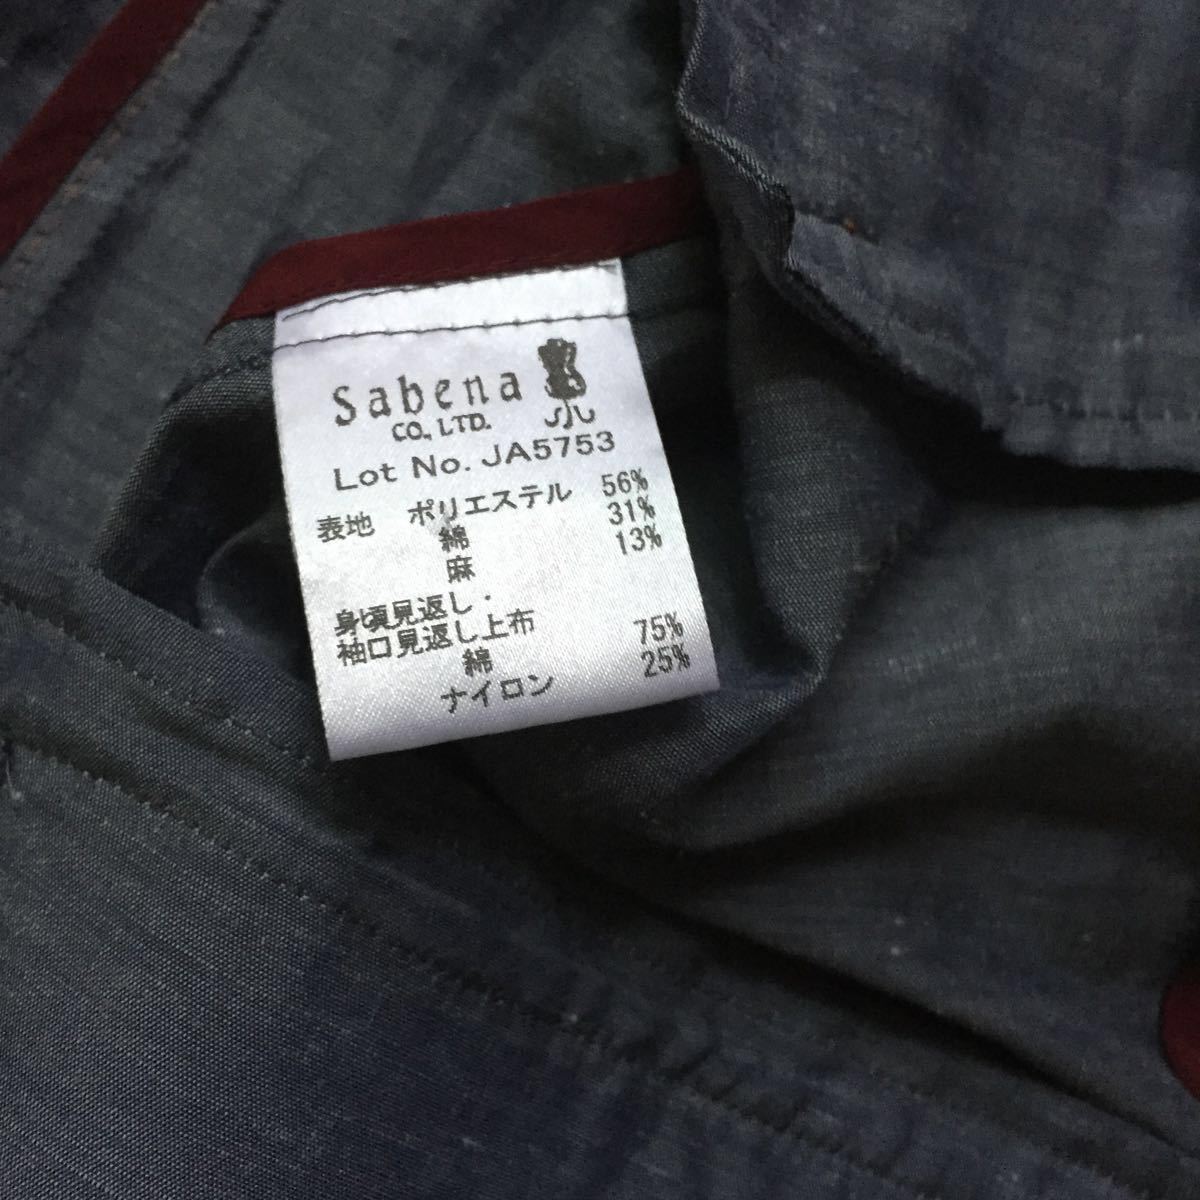 Sabena
CO., LTD.
Lot No. JA5753
表地 ポリエステル 56%
綿 31%
麻 13%
身頃見返し・
袖口見返し上布
綿 75%
ナイロン 25%